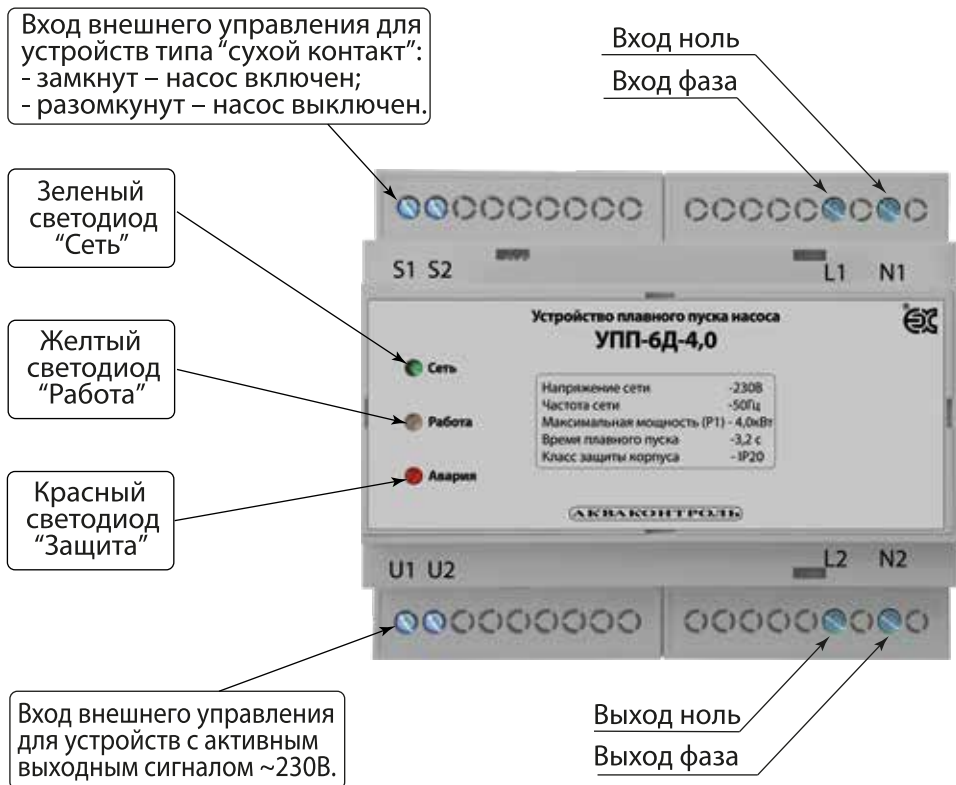 Вход внешнего управления для
устройств типа “сухой контакт”:
- замкнут – насос включен;
- разомкунут – насос выключен.
Вход ноль
Вход фаза
Зеленый
светодиод
“Сеть”
Желтый
светодиод
“Работа”
Красный
светодиод
“Защита”
S1 S2
L1 N1
Устройство плавного пуска насоса
УПП-6Д-4,0
Сеть
Работа
Авария
Напряжение сети -230В
Частота сети -50Гц
Максимальная мощность (Р1) - 4,0кВт
Время плавного пуска -3,2 с
Класс защиты корпуса - IP20
АКВАКОНТРОЛЬ
U1 U2
L2 N2
Вход внешнего управления
для устройств с активным
выходным сигналом ~230В.
Выход ноль
Выход фаза